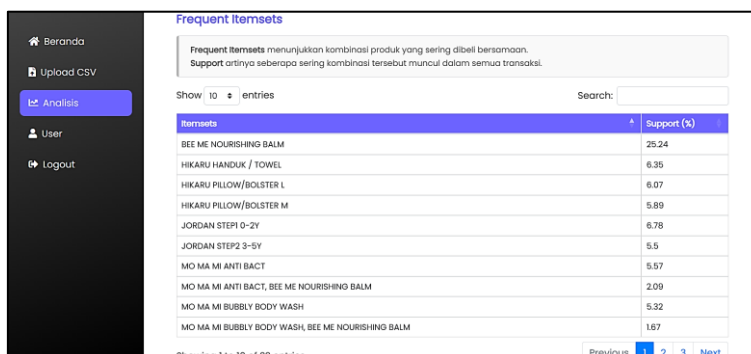 Frequent Itemsets
Beranda
Upload CSV
Analisis
User
Logout
Frequent Itemsets menunjukkan kombinasi produk yang sering dibeli bersamaan.
Support artinya seberapa sering kombinasi tersebut muncul dalam semua transaksi.
Show 10 entries Search:
Itemsets Support (%)
BEE ME NOURISHING BALM 25.24
HIKARU HANDUK / TOWEL 6.35
HIKARU PILLOW/BOLSTER L 6.07
HIKARU PILLOW/BOLSTER M 5.89
JORDAN STEP1 0-2Y 6.78
JORDAN STEP2 3-5Y 5.5
MO MA MI ANTI BACT 5.57
MO MA MI ANTI BACT, BEE ME NOURISHING BALM 2.09
MO MA MI BUBBLY BODY WASH 5.32
MO MA MI BUBBLY BODY WASH, BEE ME NOURISHING BALM 1.67
Previous 1 2 3 Next